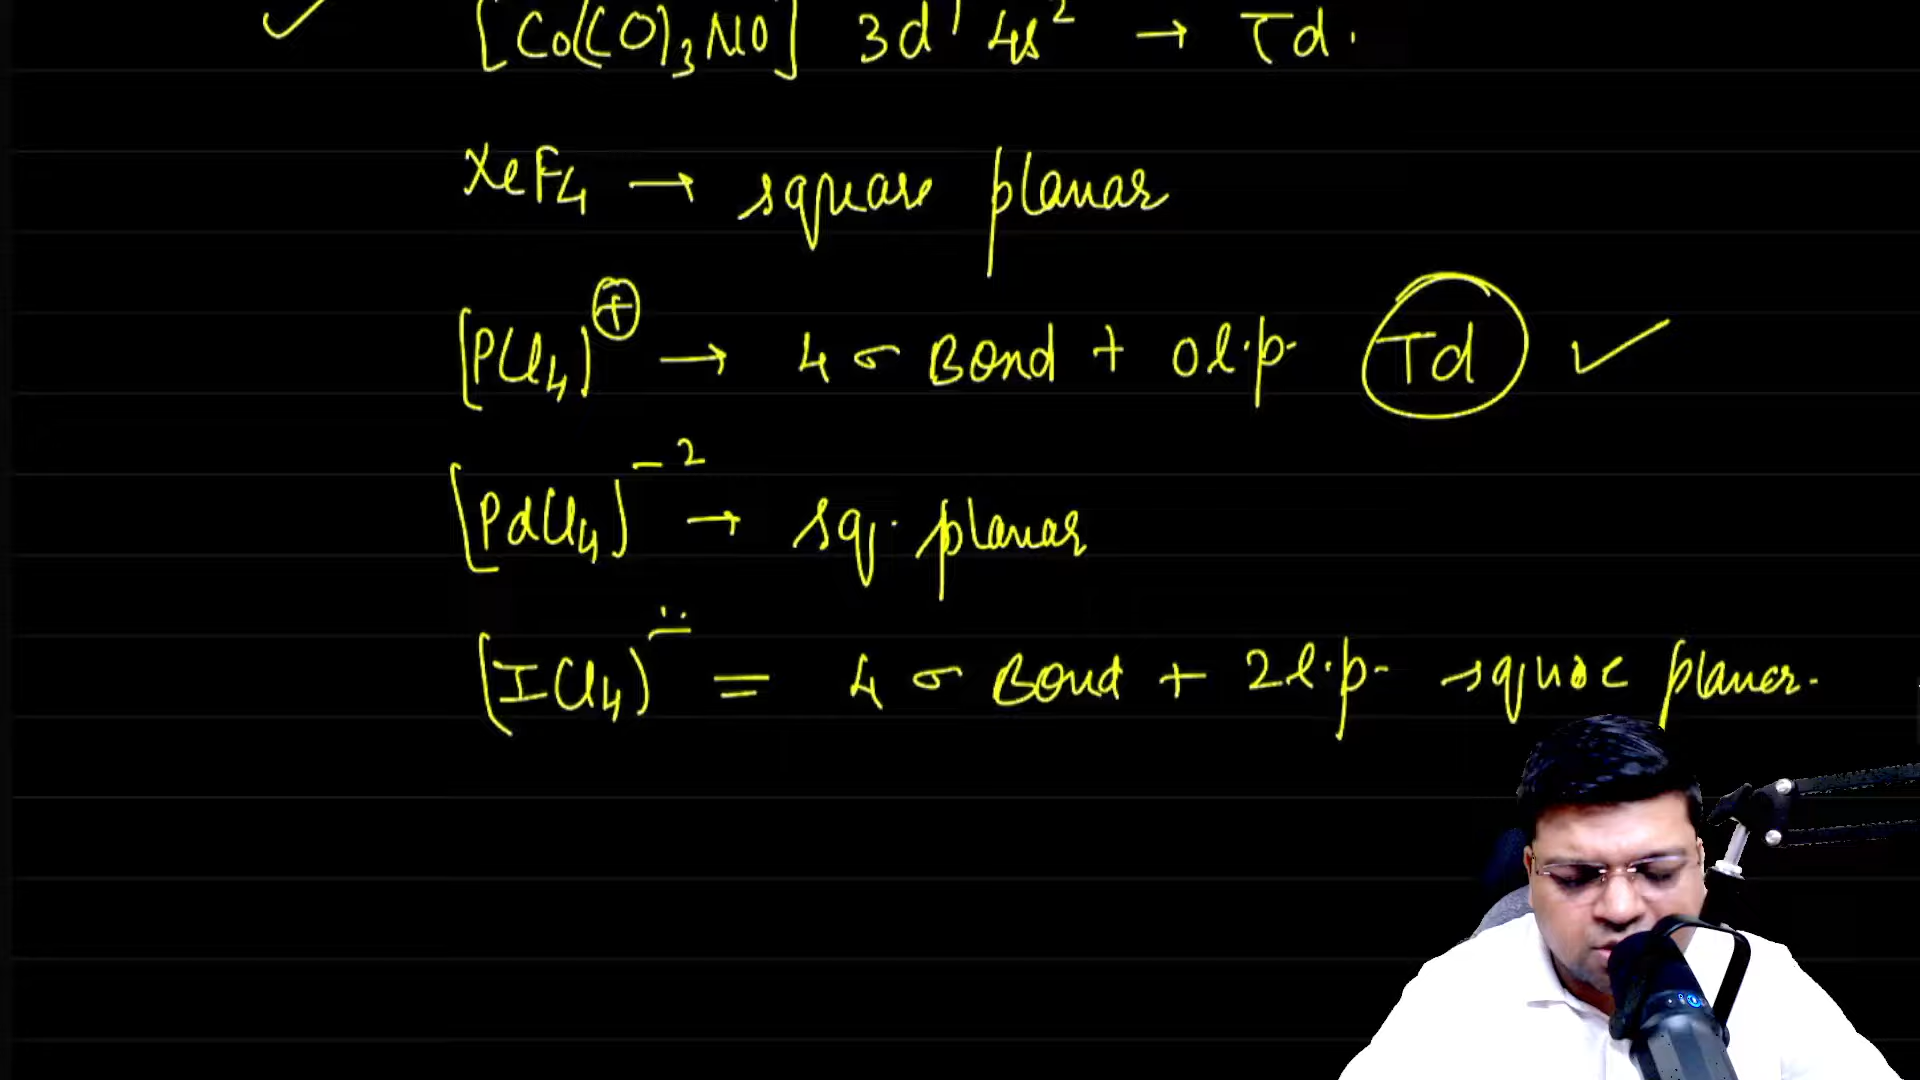 ✓ [Co(CO)3NO] 3d' 4s² → Td.
XeF4 → square planar
[PCl4]⊕ → 4 σ Bond + 0 l.p. Td ✓
[PdCl4]⁻² → sq. planar
[ICl4]⁻ = 4 σ Bond + 2 l.p. square planer.